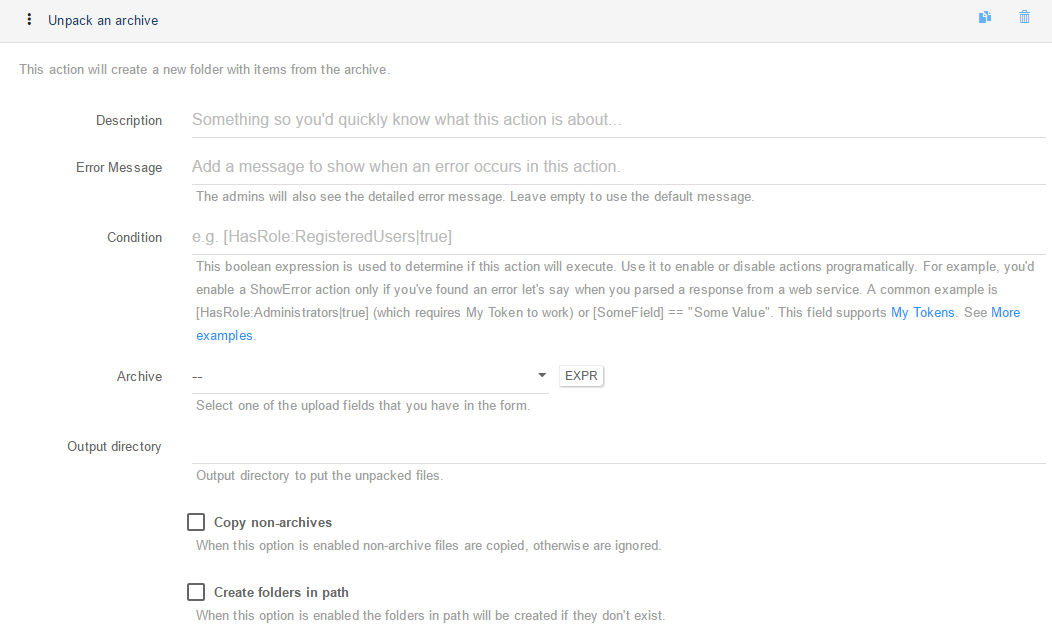 Unpack an archive
This action will create a new folder with items from the archive.
Description
Something so you'd quickly know what this action is about...
Error Message
Add a message to show when an error occurs in this action.
The admins will also see the detailed error message. Leave empty to use the default message.
Condition
e.g. [HasRole:RegisteredUsers|true]
This boolean expression is used to determine if this action will execute. Use it to enable or disable actions programatically. For example, you'd
enable a ShowError action only if you've found an error let's say when you parsed a response from a web service. A common example is
[HasRole:Administrators|true] (which requires My Token to work) or [SomeField] == "Some Value". This field supports My Tokens. See More
examples.
Archive
--
EXPR
Select one of the upload fields that you have in the form.
Output directory
Output directory to put the unpacked files.
Copy non-archives
When this option is enabled non-archive files are copied, otherwise are ignored.
Create folders in path
When this option is enabled the folders in path will be created if they don't exist.